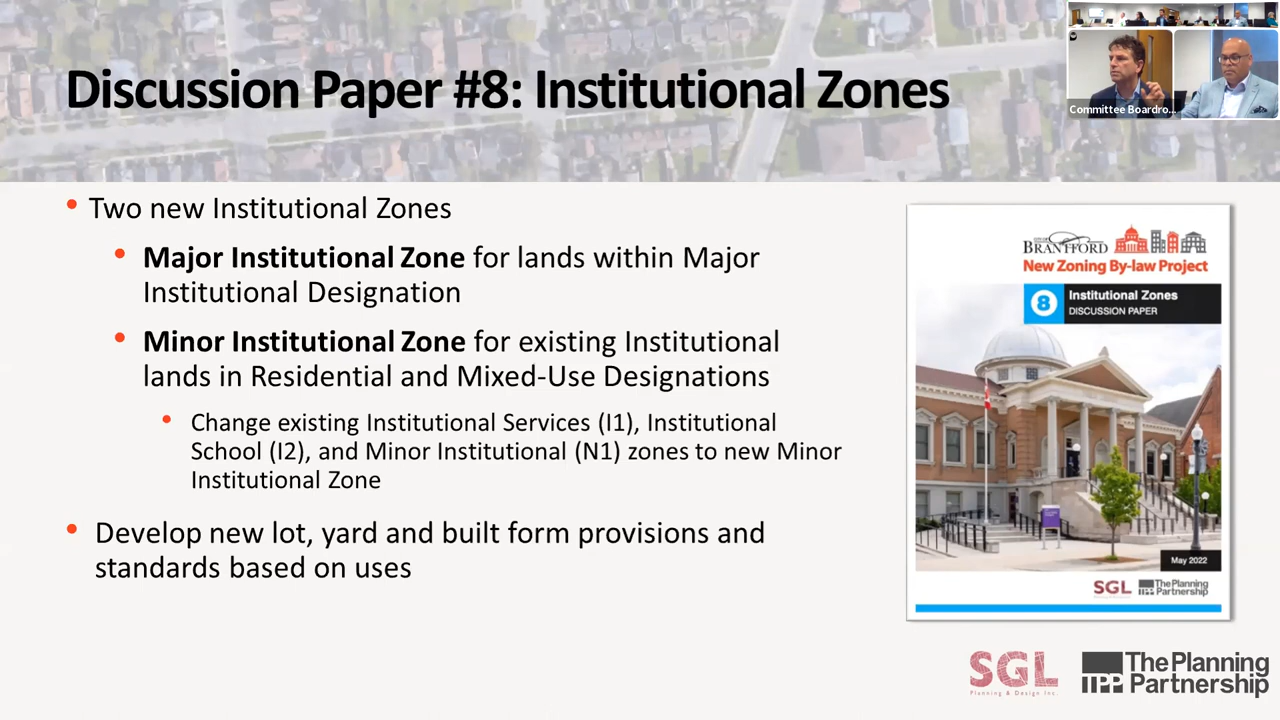 Discussion Paper #8: Institutional Zones
Committee Boardro...
• Two new Institutional Zones
• Major Institutional Zone for lands within Major
Institutional Designation
• Minor Institutional Zone for existing Institutional
lands in Residential and Mixed-Use Designations
• Change existing Institutional Services (I1), Institutional
School (I2), and Minor Institutional (N1) zones to new Minor
Institutional Zone
• Develop new lot, yard and built form provisions and
standards based on uses
BRANTFORD
New Zoning By-law Project
8
Institutional Zones
DISCUSSION PAPER
May 2022
SGL
The Planning
Partnership
SGL
Planning & Design Inc.
TPP
The Planning
Partnership